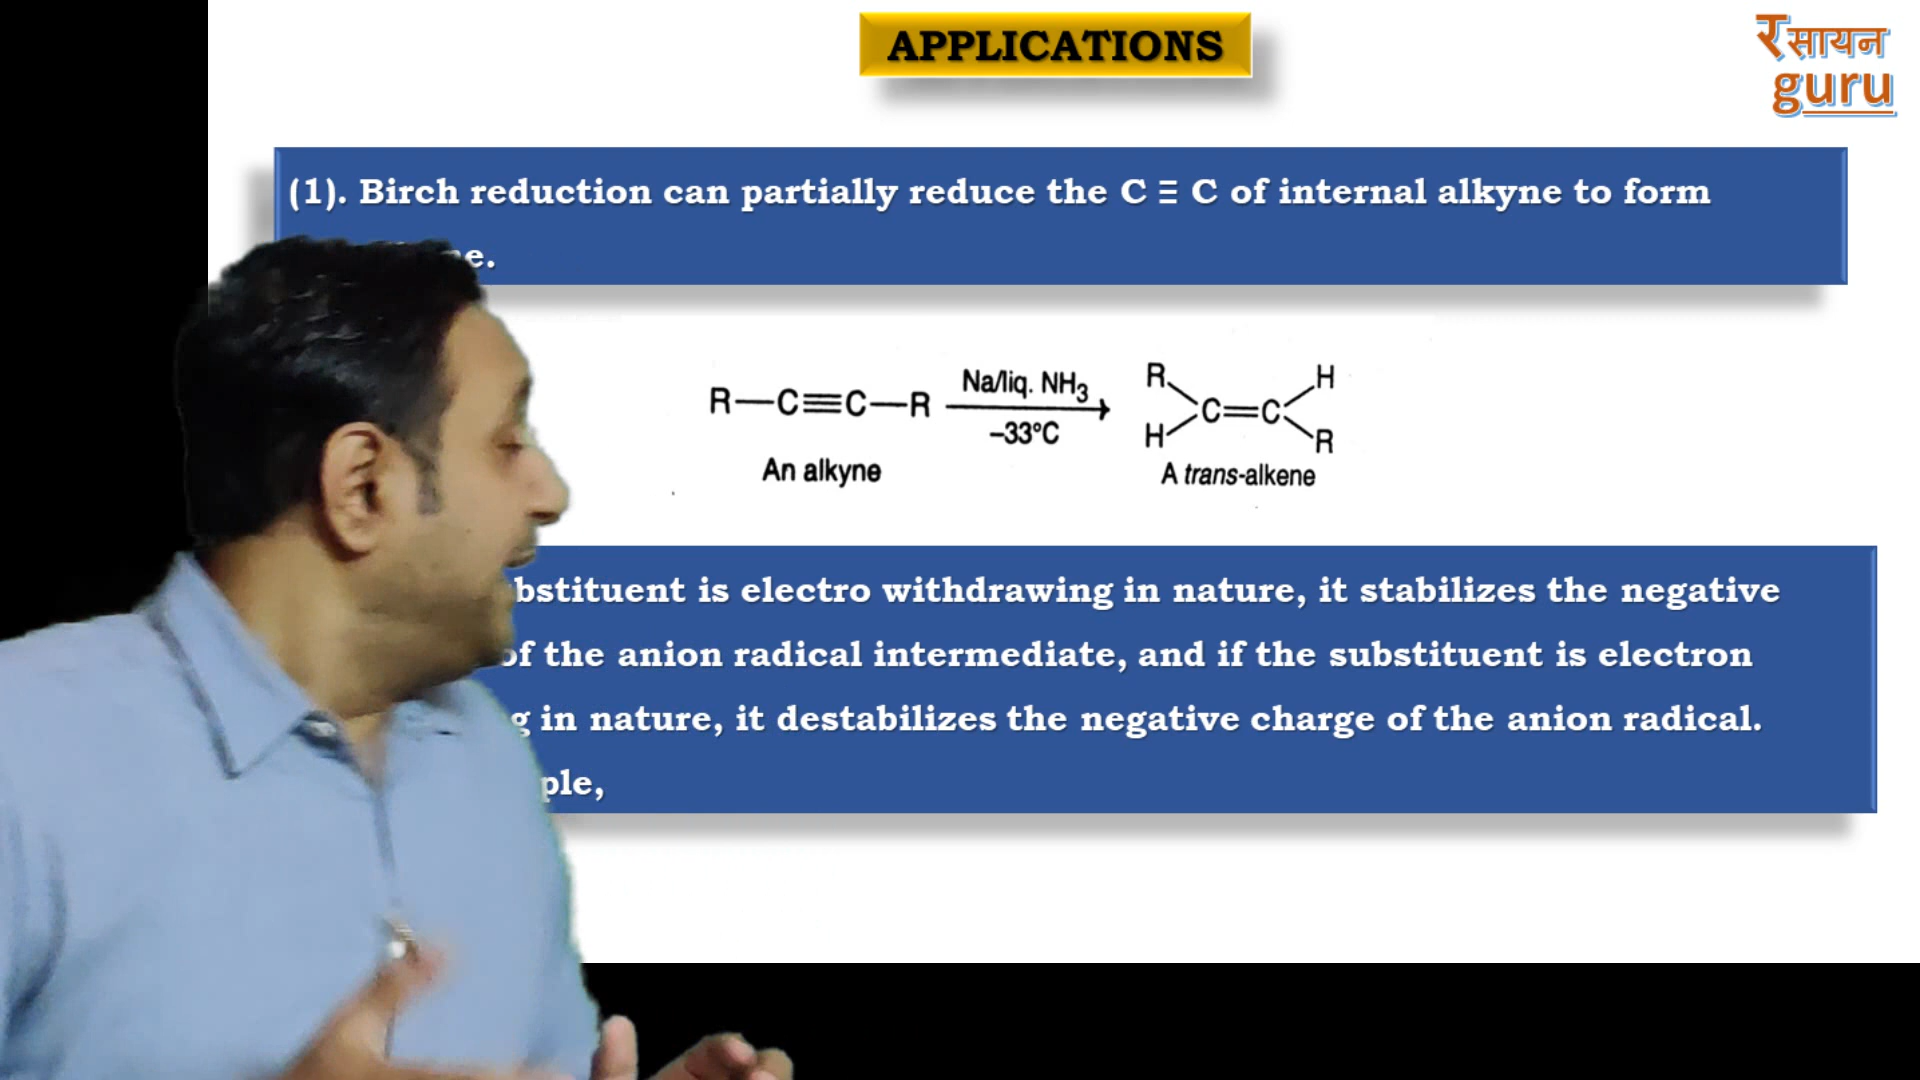 APPLICATIONS
रसायन
guru
(1). Birch reduction can partially reduce the C ≡ C of internal alkyne to form
e.
R—C≡C—R
Na/liq. NH₃
–33°C
An alkyne
R
H
C=C
H
R
A trans-alkene
bstituent is electro withdrawing in nature, it stabilizes the negative
of the anion radical intermediate, and if the substituent is electron
g in nature, it destabilizes the negative charge of the anion radical.
ple,